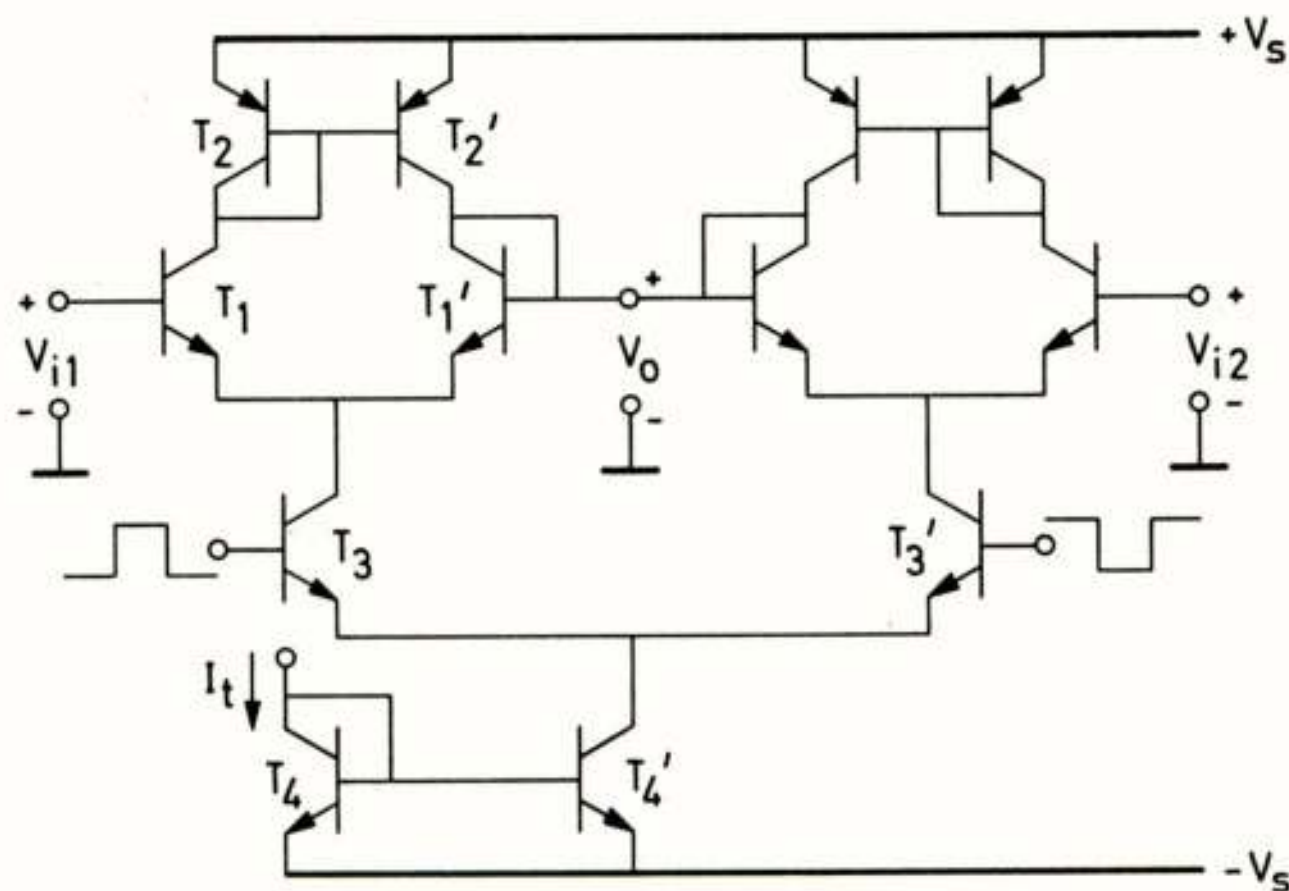 + Vs
T2
T2'
+
T1
T1'
+
+
Vi1
Vo
Vi2
-
-
-
T3
T3'
It
T4
T4'
- Vs